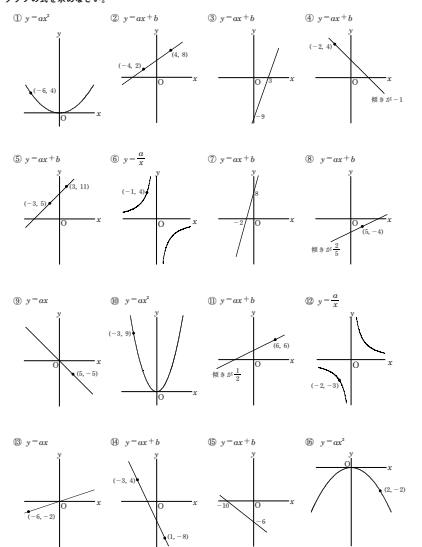 グラフの式を求めなさい。
① y=ax² ② y=ax+b ③ y=ax+b ④ y=ax+b
y y y y
(-6, 4) (-4, 2) (4, 8) 3 -9 (-2, 4) 傾きが-1
O x O x O x O x
⑤ y=ax+b ⑥ y=a/x ⑦ y=ax+b ⑧ y=ax+b
y y y y
(-3, 5) (3, 11) (-1, 4) 8 -2 (5, -4) 傾きが2/5
O x O x O x O x
⑨ y=ax ⑩ y=ax² ⑪ y=ax+b ⑫ y=a/x
y y y y
(5, -5) (-3, 9) (6, 6) 傾きが1/2 (-2, -3)
O x O x O x O x
⑬ y=ax ⑭ y=ax+b ⑮ y=ax+b ⑯ y=ax²
y y y y
(-6, -2) (-3, 4) (1, -8) -10 -6 (2, -2)
O x O x O x O x